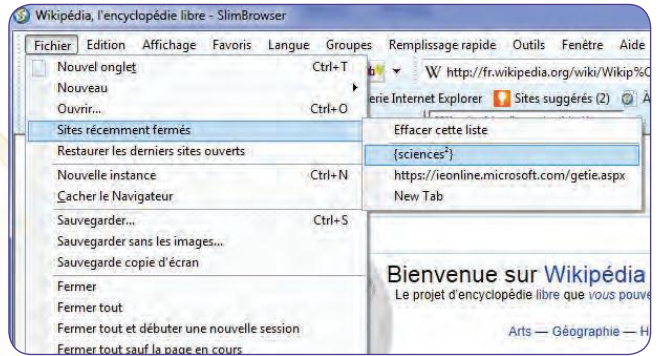 Wikipédia, l'encyclopédie libre - SlimBrowser
Fichier Edition Affichage Favoris Langue Groupes Remplissage rapide Outils Fenêtre Aide
Nouvel onglet Ctrl+T
W http://fr.wikipedia.org/wiki/Wikip%C
Nouveau
Internet Explorer Sites suggérés (2)
Ouvrir... Ctrl+O
Sites récemment fermés
Effacer cette liste
Restaurer les derniers sites ouverts
{sciences²}
Nouvelle instance Ctrl+N
https://ieonline.microsoft.com/getie.aspx
Cacher le Navigateur
New Tab
Sauvegarder... Ctrl+S
Sauvegarder sans les images...
Sauvegarde copie d'écran
Bienvenue sur Wikipédia
Fermer
Le projet d'encyclopédie libre que vous pouve
Fermer tout
Fermer tout et débuter une nouvelle session
Arts — Géographie — H
Fermer tout sauf la page en cours